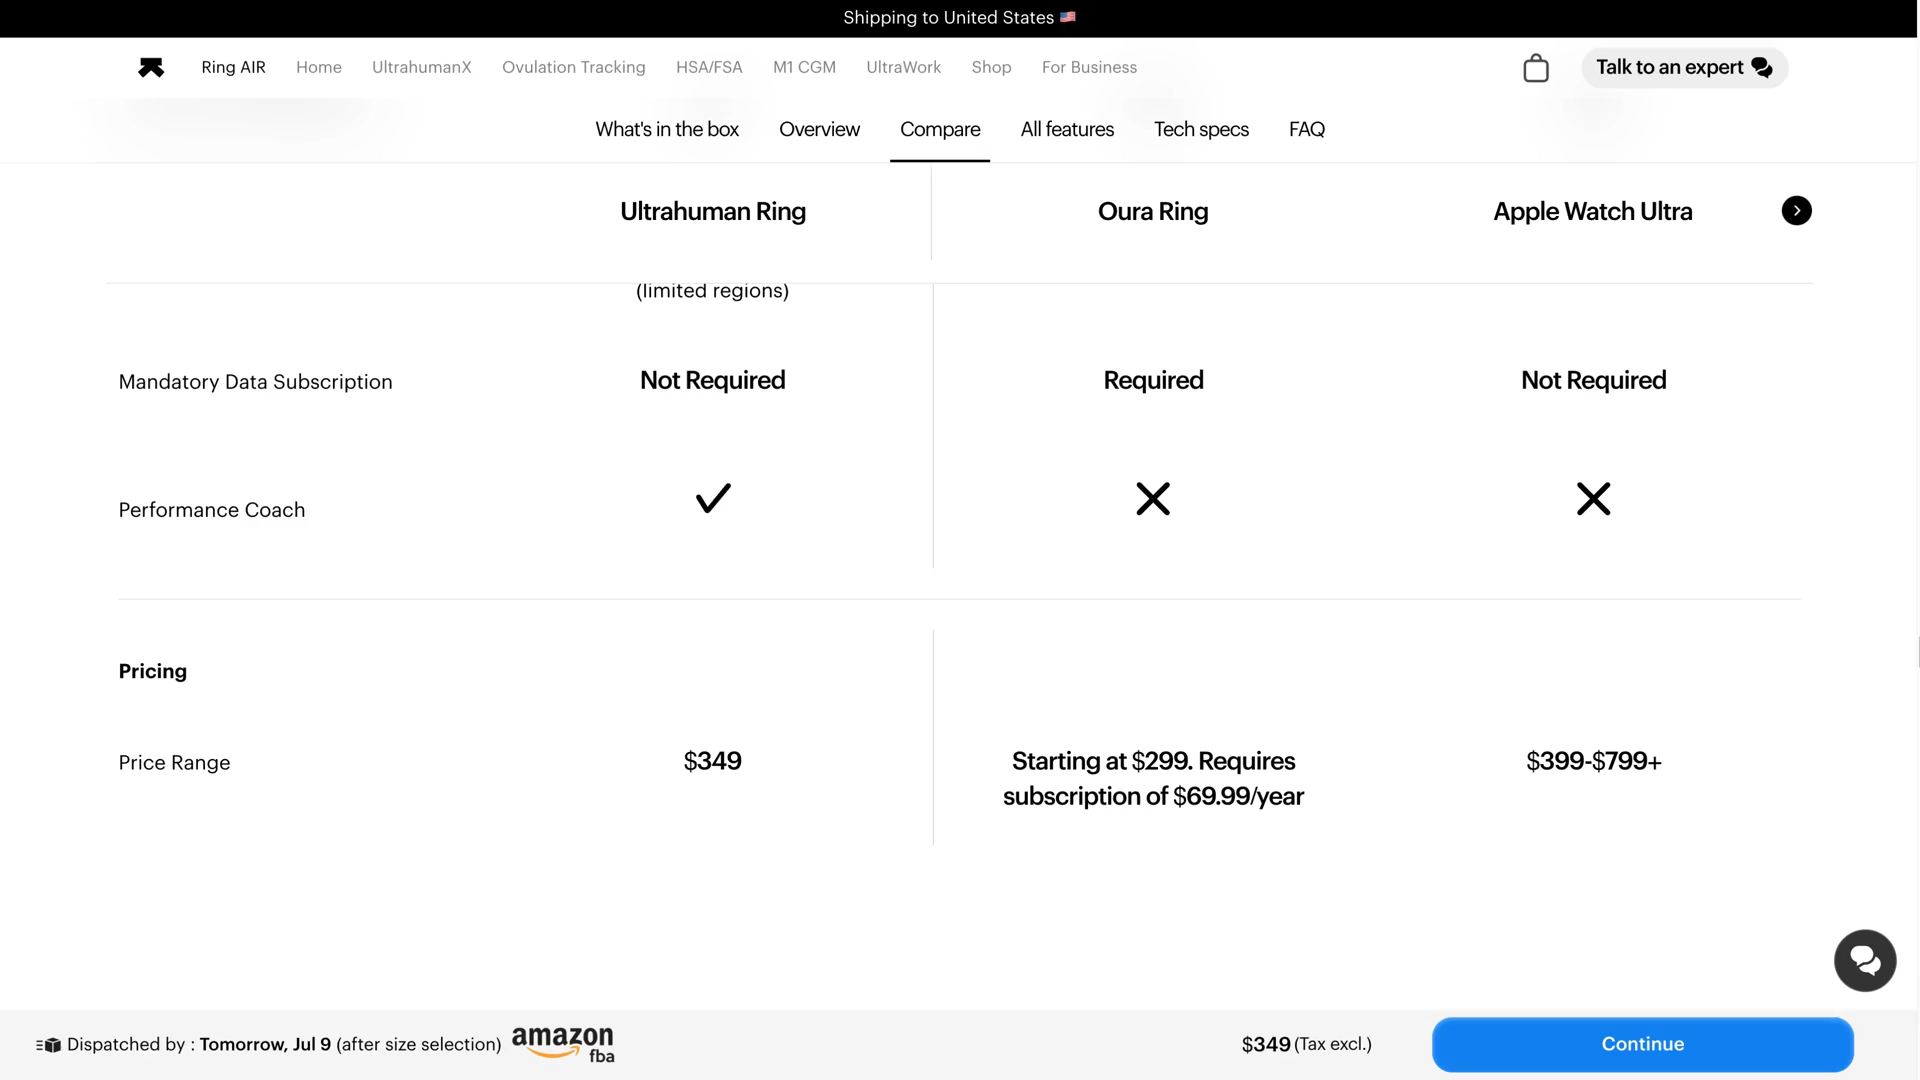 Shipping to United States
Ring AIR Home UltrahumanX Ovulation Tracking HSA/FSA M1 CGM UltraWork Shop For Business Talk to an expert
What's in the box Overview Compare All features Tech specs FAQ
Ultrahuman Ring Oura Ring Apple Watch Ultra
(limited regions)
Mandatory Data Subscription Not Required Required Not Required
Performance Coach
Pricing
Price Range $349 Starting at $299. Requires $399-$799+
subscription of $69.99/year
Dispatched by : Tomorrow, Jul 9 (after size selection) amazon fba $349 (Tax excl.) Continue